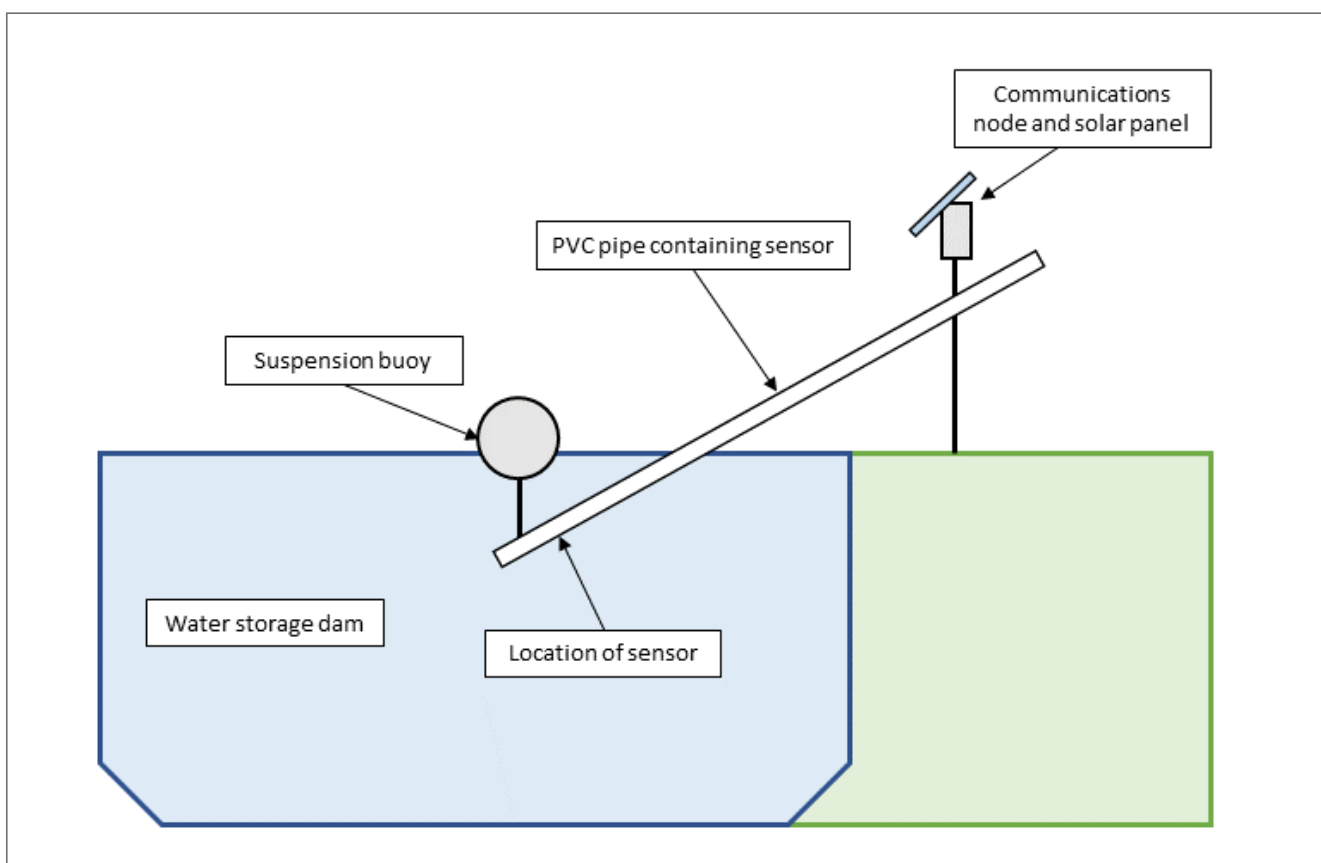 Communications
node and solar panel
PVC pipe containing sensor
Suspension buoy
Water storage dam
Location of sensor